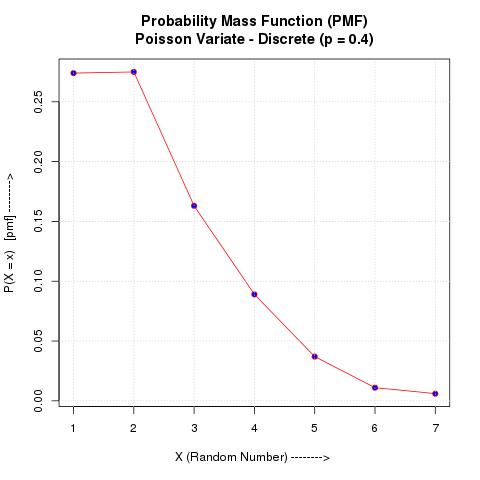 Probability Mass Function (PMF)
Poisson Variate - Discrete (p = 0.4)
P(X = x)   [pmf] -------->
0.25
0.20
0.15
0.10
0.05
0.00
1 2 3 4 5 6 7
X (Random Number) -------->